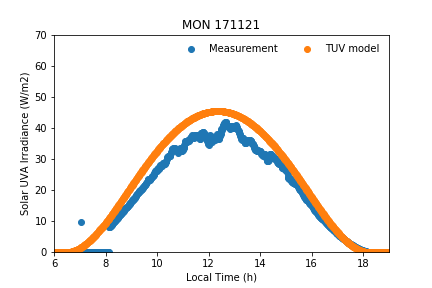 MON 171121
Measurement TUV model
Solar UVA Irradiance (W/m2)
70
60
50
40
30
20
10
0
6 8 10 12 14 16 18
Local Time (h)